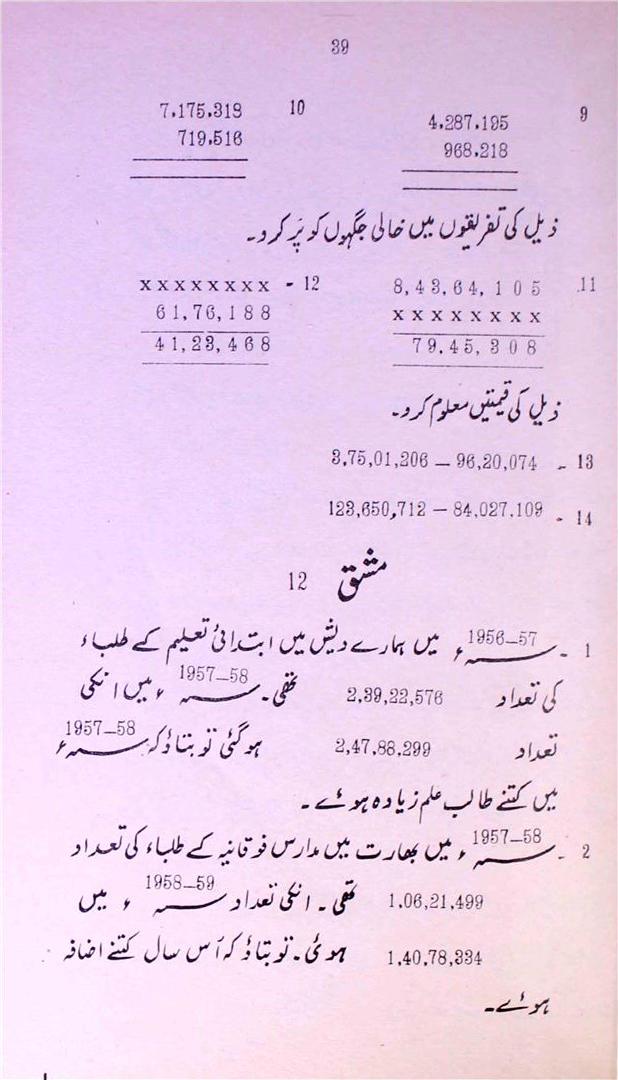 39
9 4,287,195 10 7,175,319
968,218 719,516
ذیل کی تفریقوں میں خالی جگہوں کو پَر کرو۔
11. 8,43,64,105 12 - xxxxxxxx
xxxxxxxx 61,76,188
79,45,308 41,23,468
ذیل کی قیمتیں معلوم کرو۔
13 - 3,75,01,206 — 96,20,074
14 - 123,650,712 — 84,027,109
مشق 12
1 - 1956-57ء میں ہمارے دیش میں ابتدائی تعلیم کے طلباء
کی تعداد 2,39,22,576 تھی۔ 1957-58ء میں انکی
تعداد 2,47,88,299 ہو گئی تو بتاؤ کہ 1957-58ء
میں کتنے طالب علم زیادہ ہوئے۔
2 - 1957-58ء میں بھارت میں مدارس فوقانیہ کے طلباء کی تعداد
1,06,21,499 تھی۔ انکی تعداد 1958-59ء میں
1,40,78,334 ہوئی۔ تو بتاؤ کہ اُس سال کتنے اضافہ
ہوئے۔